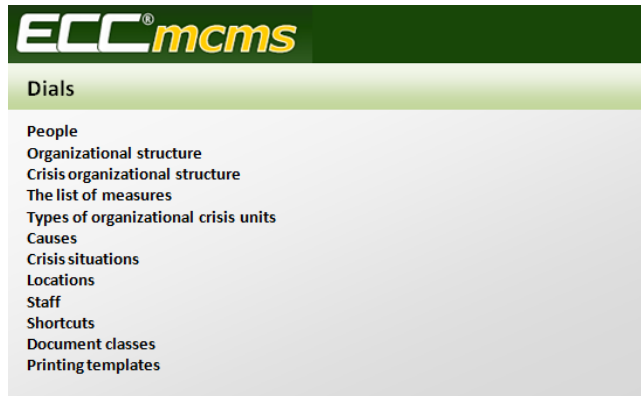 ECC®mcms
Dials
People
Organizational structure
Crisis organizational structure
The list of measures
Types of organizational crisis units
Causes
Crisis situations
Locations
Staff
Shortcuts
Document classes
Printing templates